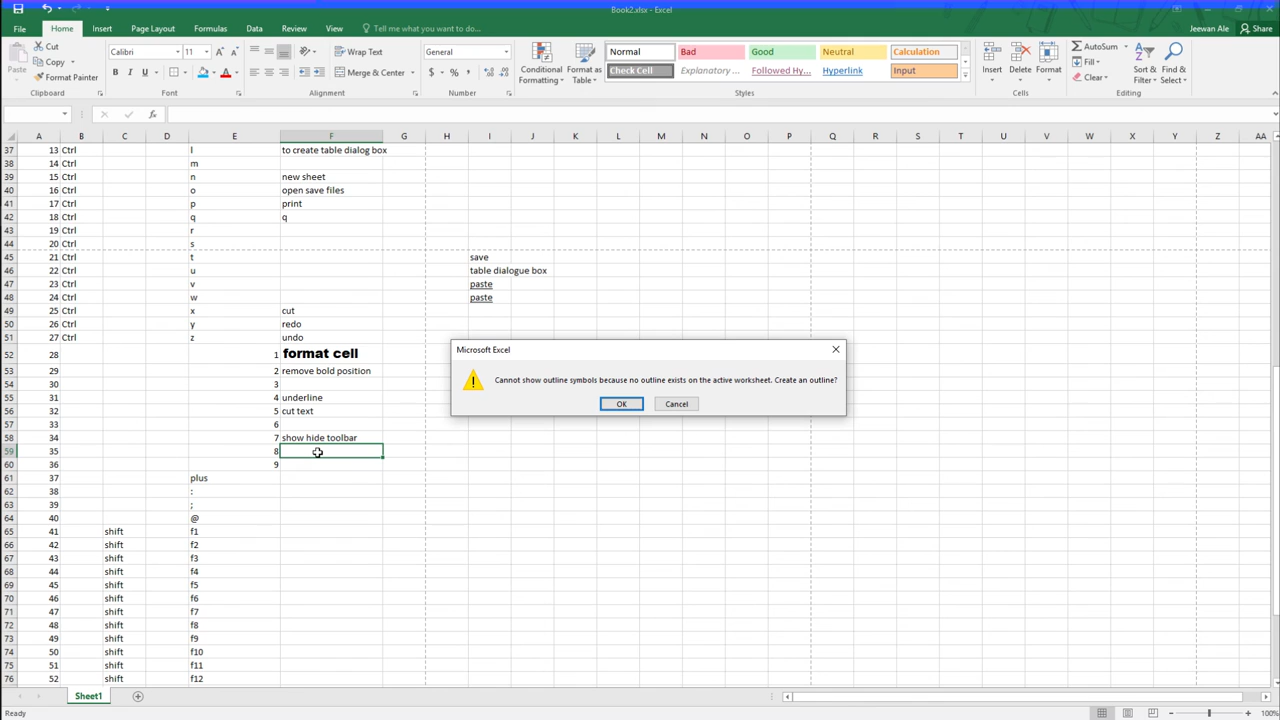 Book2.xlsx - Excel
File Home Insert Page Layout Formulas Data Review View Tell me what you want to do... Jeewan Ale Share
Cut
Copy
Format Painter
Paste
Clipboard
Calibri 11
B I U
Font
Wrap Text
Merge & Center
Alignment
General
$ %
Number
Conditional Formatting
Format as Table
Normal Bad Good Neutral Calculation
Check Cell Explanatory ... Followed Hy... Hyperlink Input
Styles
Insert Delete Format
Cells
AutoSum
Fill
Clear
Sort & Filter
Find & Select
Editing
fx
A B C D E F G H I J K L M N O P Q R S T U V W X Y Z AA
37 13 Ctrl l to create table dialog box
38 14 Ctrl m
39 15 Ctrl n new sheet
40 16 Ctrl o open save files
41 17 Ctrl p print
42 18 Ctrl q q
43 19 Ctrl r
44 20 Ctrl s
45 21 Ctrl t save
46 22 Ctrl u table dialogue box
47 23 Ctrl v paste
48 24 Ctrl w paste
49 25 Ctrl x cut
50 26 Ctrl y redo
51 27 Ctrl z undo
52 28 1 format cell
53 29 2 remove bold position
54 30 3
55 31 4 underline
56 32 5 cut text
57 33 6
58 34 7 show hide toolbar
59 35 8
60 36 9
61 37 plus
62 38 :
63 39 ;
64 40 @
65 41 shift f1
66 42 shift f2
67 43 shift f3
68 44 shift f4
69 45 shift f5
70 46 shift f6
71 47 shift f7
72 48 shift f8
73 49 shift f9
74 50 shift f10
75 51 shift f11
76 52 shift f12
Microsoft Excel
Cannot show outline symbols because no outline exists on the active worksheet. Create an outline?
OK Cancel
Sheet1
Ready
100%